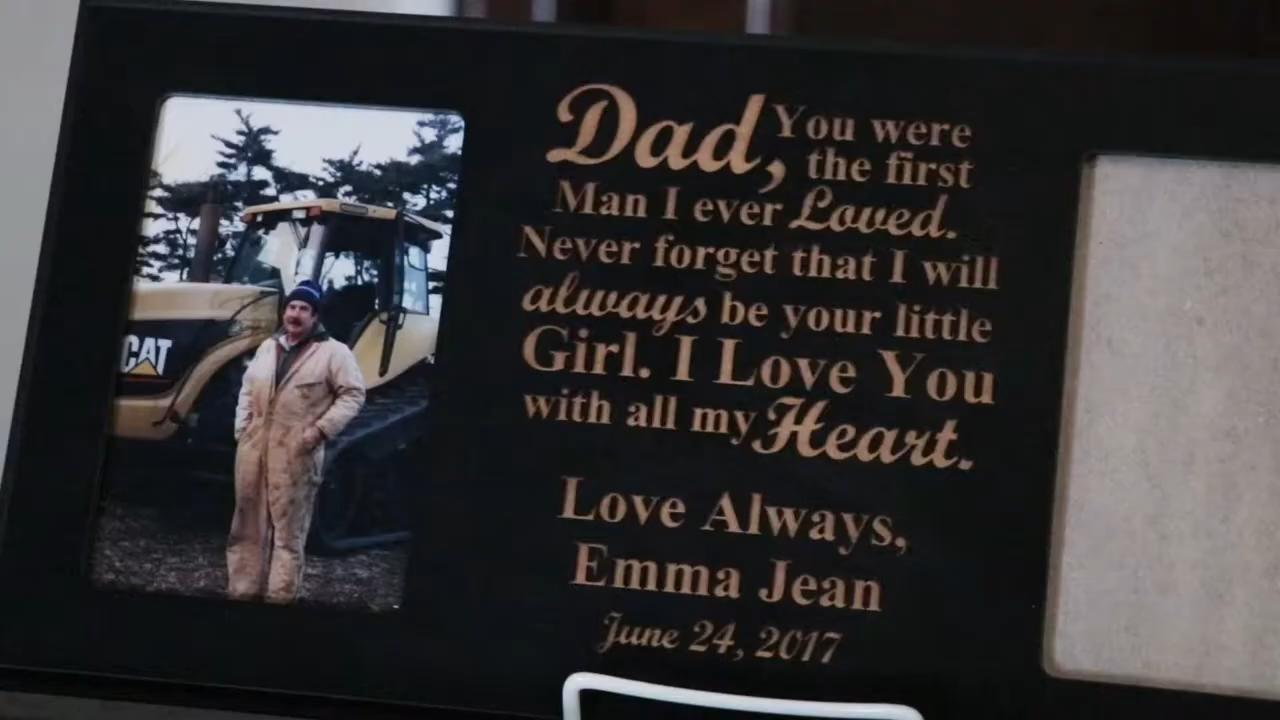 CAT
Dad, You were
the first
Man I ever Loved.
Never forget that I will
always be your little
Girl. I Love You
with all my Heart.
Love Always,
Emma Jean
June 24, 2017